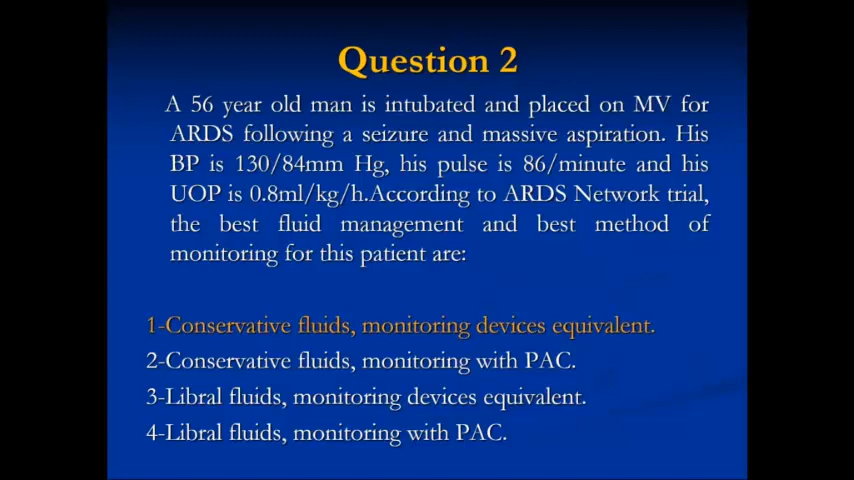 Question 2
A 56 year old man is intubated and placed on MV for
ARDS following a seizure and massive aspiration. His
BP is 130/84mm Hg, his pulse is 86/minute and his
UOP is 0.8ml/kg/h.According to ARDS Network trial,
the best fluid management and best method of
monitoring for this patient are:
1-Conservative fluids, monitoring devices equivalent.
2-Conservative fluids, monitoring with PAC.
3-Libral fluids, monitoring devices equivalent.
4-Libral fluids, monitoring with PAC.